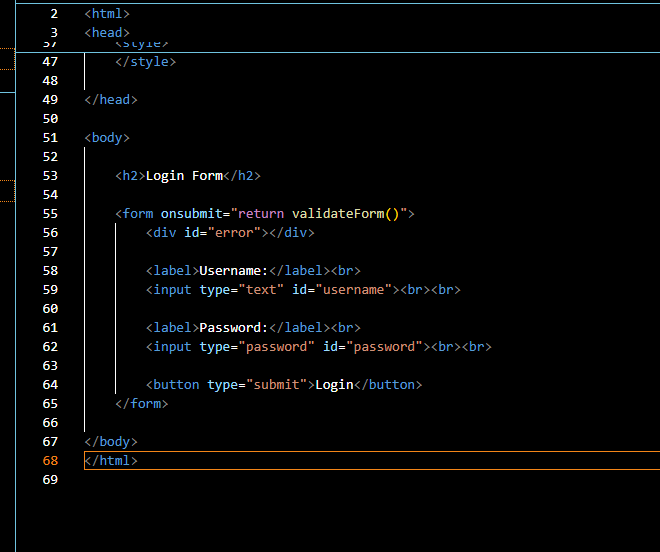 2 <html>
3 <head>
37 <style>
47 </style>
48
49 </head>
50
51 <body>
52
53 <h2>Login Form</h2>
54
55 <form onsubmit="return validateForm()">
56 <div id="error"></div>
57
58 <label>Username:</label><br>
59 <input type="text" id="username"><br><br>
60
61 <label>Password:</label><br>
62 <input type="password" id="password"><br><br>
63
64 <button type="submit">Login</button>
65 </form>
66
67 </body>
68 </html>
69